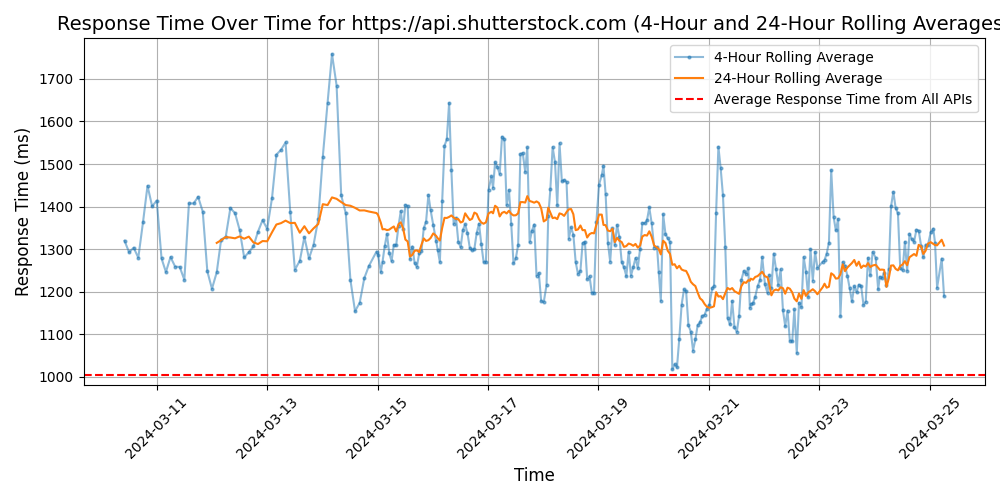 Response Time Over Time for https://api.shutterstock.com (4-Hour and 24-Hour Rolling Averages
4-Hour Rolling Average
24-Hour Rolling Average
Average Response Time from All APIs
Response Time (ms)
1700
1600
1500
1400
1300
1200
1100
1000
2024-03-11
2024-03-13
2024-03-15
2024-03-17
2024-03-19
2024-03-21
2024-03-23
2024-03-25
Time